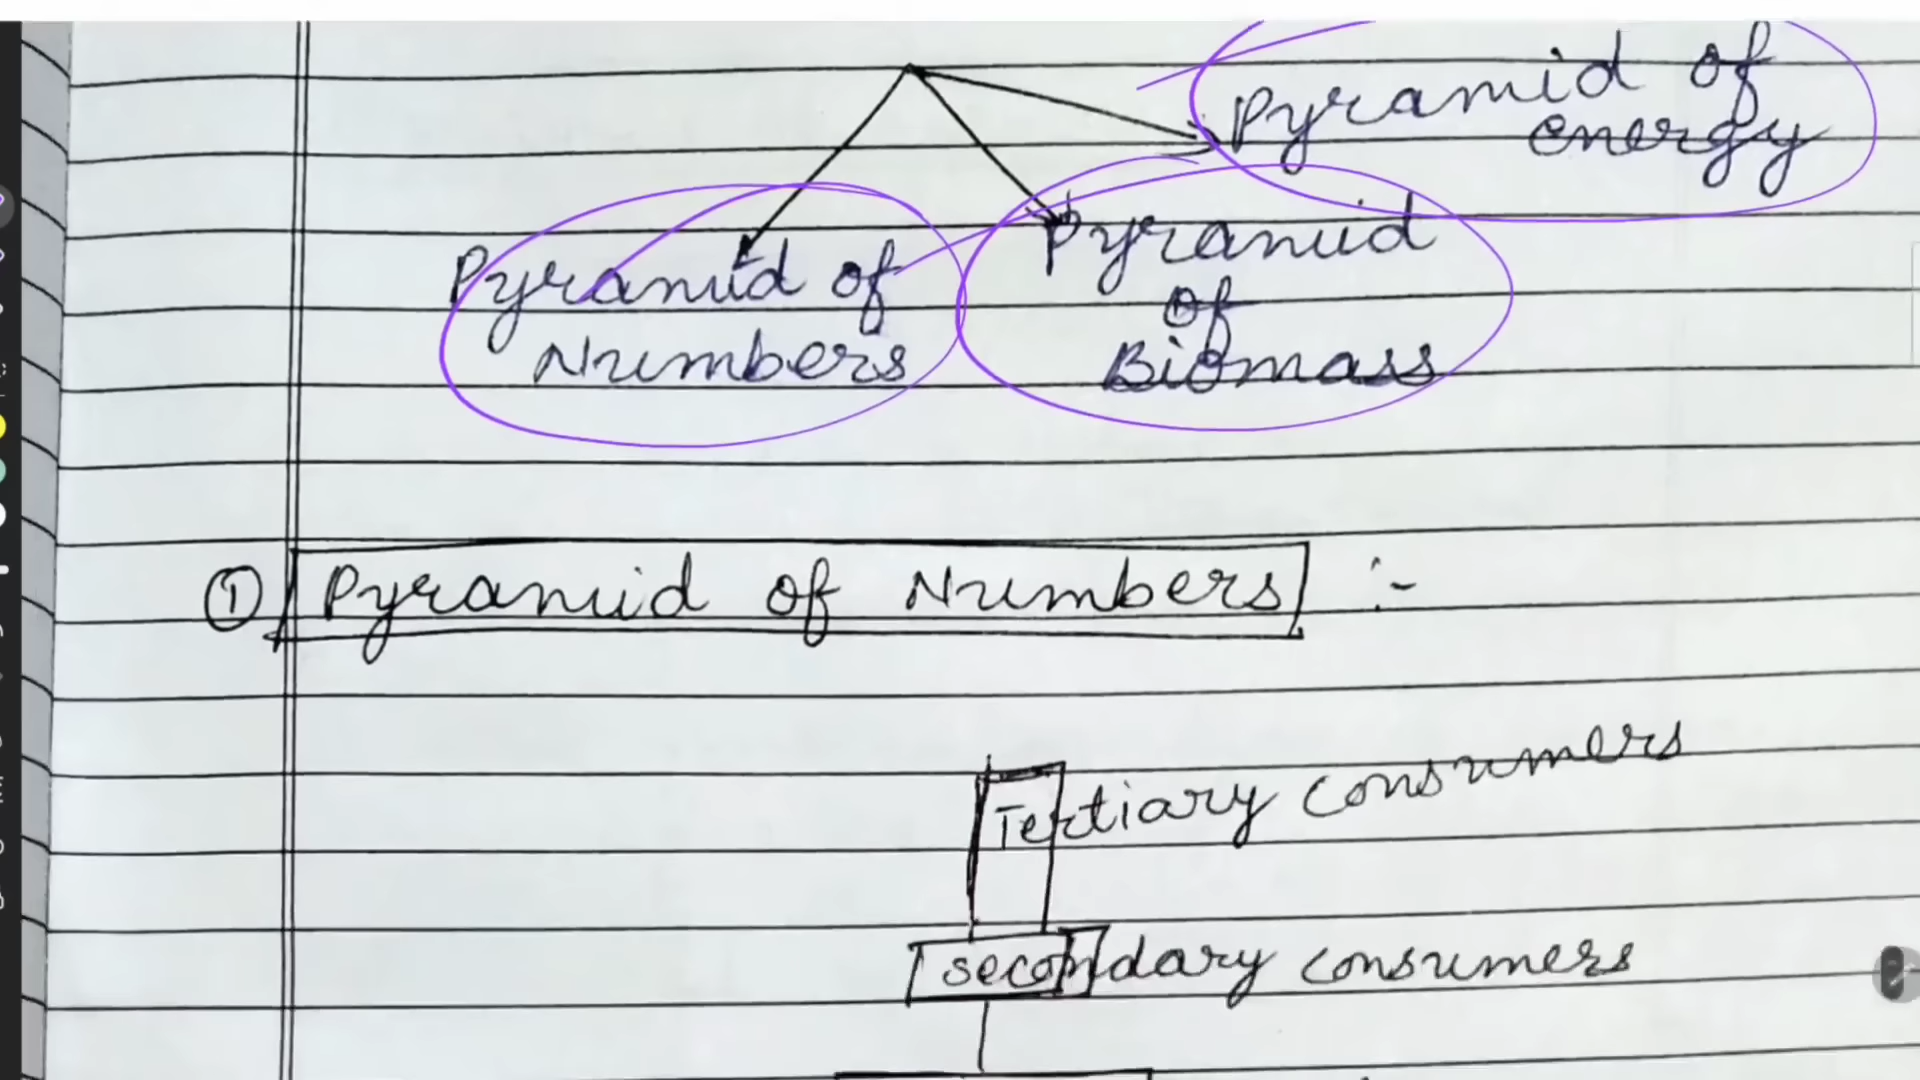 Pyramid of
energy
Pyramid of
Numbers
Pyramid
of
Biomass
① Pyramid of Numbers :-
Tertiary consumers
secondary consumers